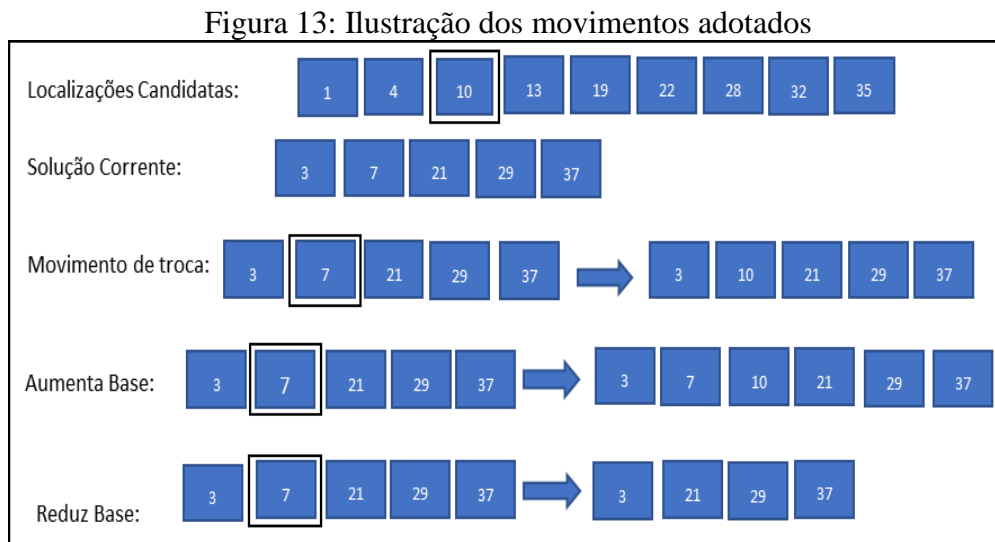 Figura 13: Ilustração dos movimentos adotados
Localizações Candidatas: 1 4 10 13 19 22 28 32 35
Solução Corrente: 3 7 21 29 37
Movimento de troca: 3 7 21 29 37 3 10 21 29 37
Aumenta Base: 3 7 21 29 37 3 7 10 21 29 37
Reduz Base: 3 7 21 29 37 3 21 29 37